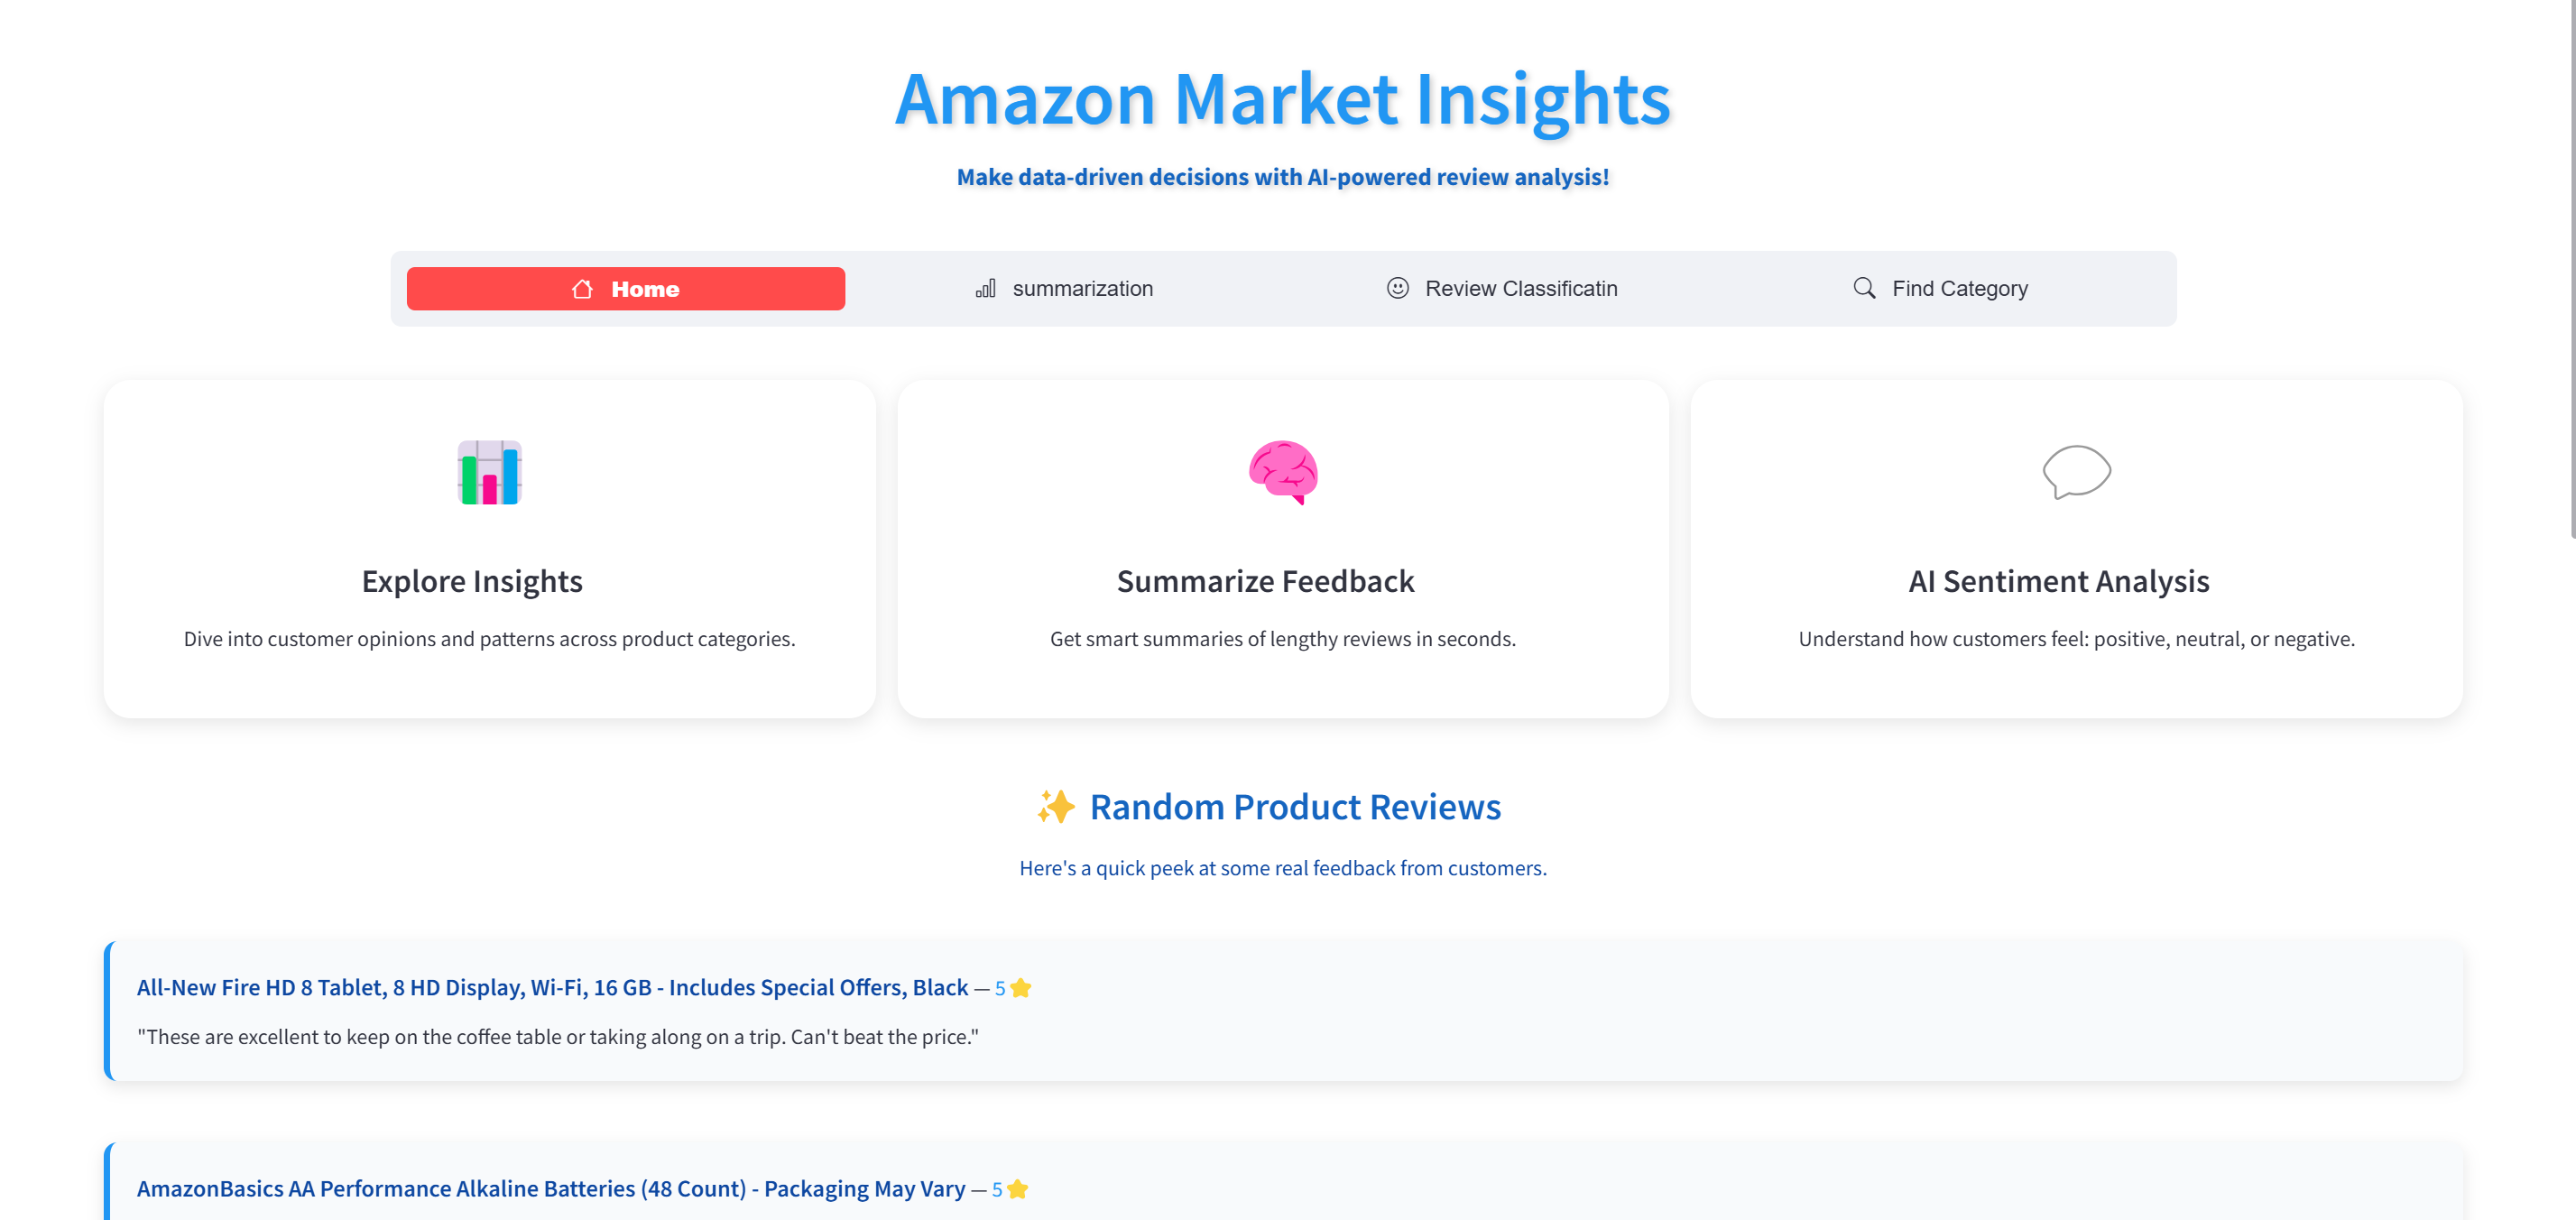 Amazon Market Insights
Make data-driven decisions with AI-powered review analysis!
Home
summarization
Review Classificatin
Find Category
Explore Insights
Dive into customer opinions and patterns across product categories.
Summarize Feedback
Get smart summaries of lengthy reviews in seconds.
AI Sentiment Analysis
Understand how customers feel: positive, neutral, or negative.
✨ Random Product Reviews
Here's a quick peek at some real feedback from customers.
All-New Fire HD 8 Tablet, 8 HD Display, Wi-Fi, 16 GB - Includes Special Offers, Black — 5 ⭐
"These are excellent to keep on the coffee table or taking along on a trip. Can't beat the price."
AmazonBasics AA Performance Alkaline Batteries (48 Count) - Packaging May Vary — 5 ⭐